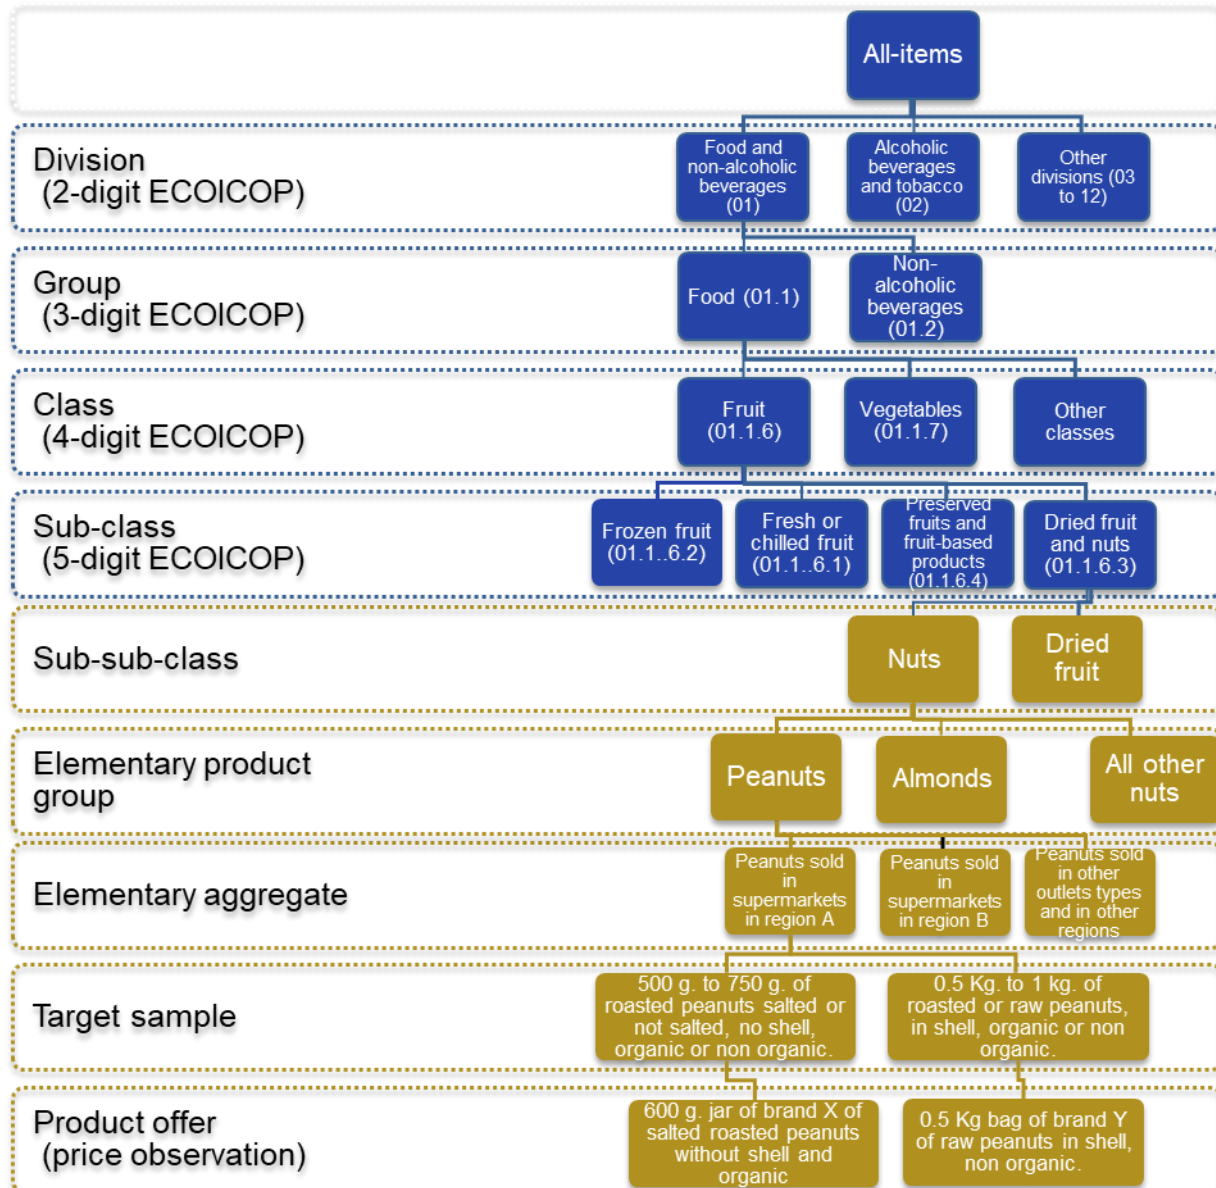 All-items
Division
(2-digit ECOICOP)
Food and
non-alcoholic
beverages
(01)
Alcoholic
beverages
and tobacco
(02)
Other
divisions (03
to 12)
Group
(3-digit ECOICOP)
Food (01.1)
Non-
alcoholic
beverages
(01.2)
Class
(4-digit ECOICOP)
Fruit
(01.1.6)
Vegetables
(01.1.7)
Other
classes
Sub-class
(5-digit ECOICOP)
Frozen fruit
(01.1..6.2)
Fresh or
chilled fruit
(01.1..6.1)
Preserved
fruits and
fruit-based
products
(01.1.6.4)
Dried fruit
and nuts
(01.1.6.3)
Sub-sub-class
Nuts
Dried
fruit
Elementary product
group
Peanuts
Almonds
All other
nuts
Elementary aggregate
Peanuts sold
in
supermarkets
in region A
Peanuts sold
in
supermarkets
in region B
Peanuts sold
in other
outlets types
and in other
regions
Target sample
500 g. to 750 g. of
roasted peanuts salted or
not salted, no shell,
organic or non organic.
0.5 Kg. to 1 kg. of
roasted or raw peanuts,
in shell, organic or non
organic.
Product offer
(price observation)
600 g. jar of brand X of
salted roasted peanuts
without shell and
organic
0.5 Kg bag of brand Y
of raw peanuts in shell,
non organic.